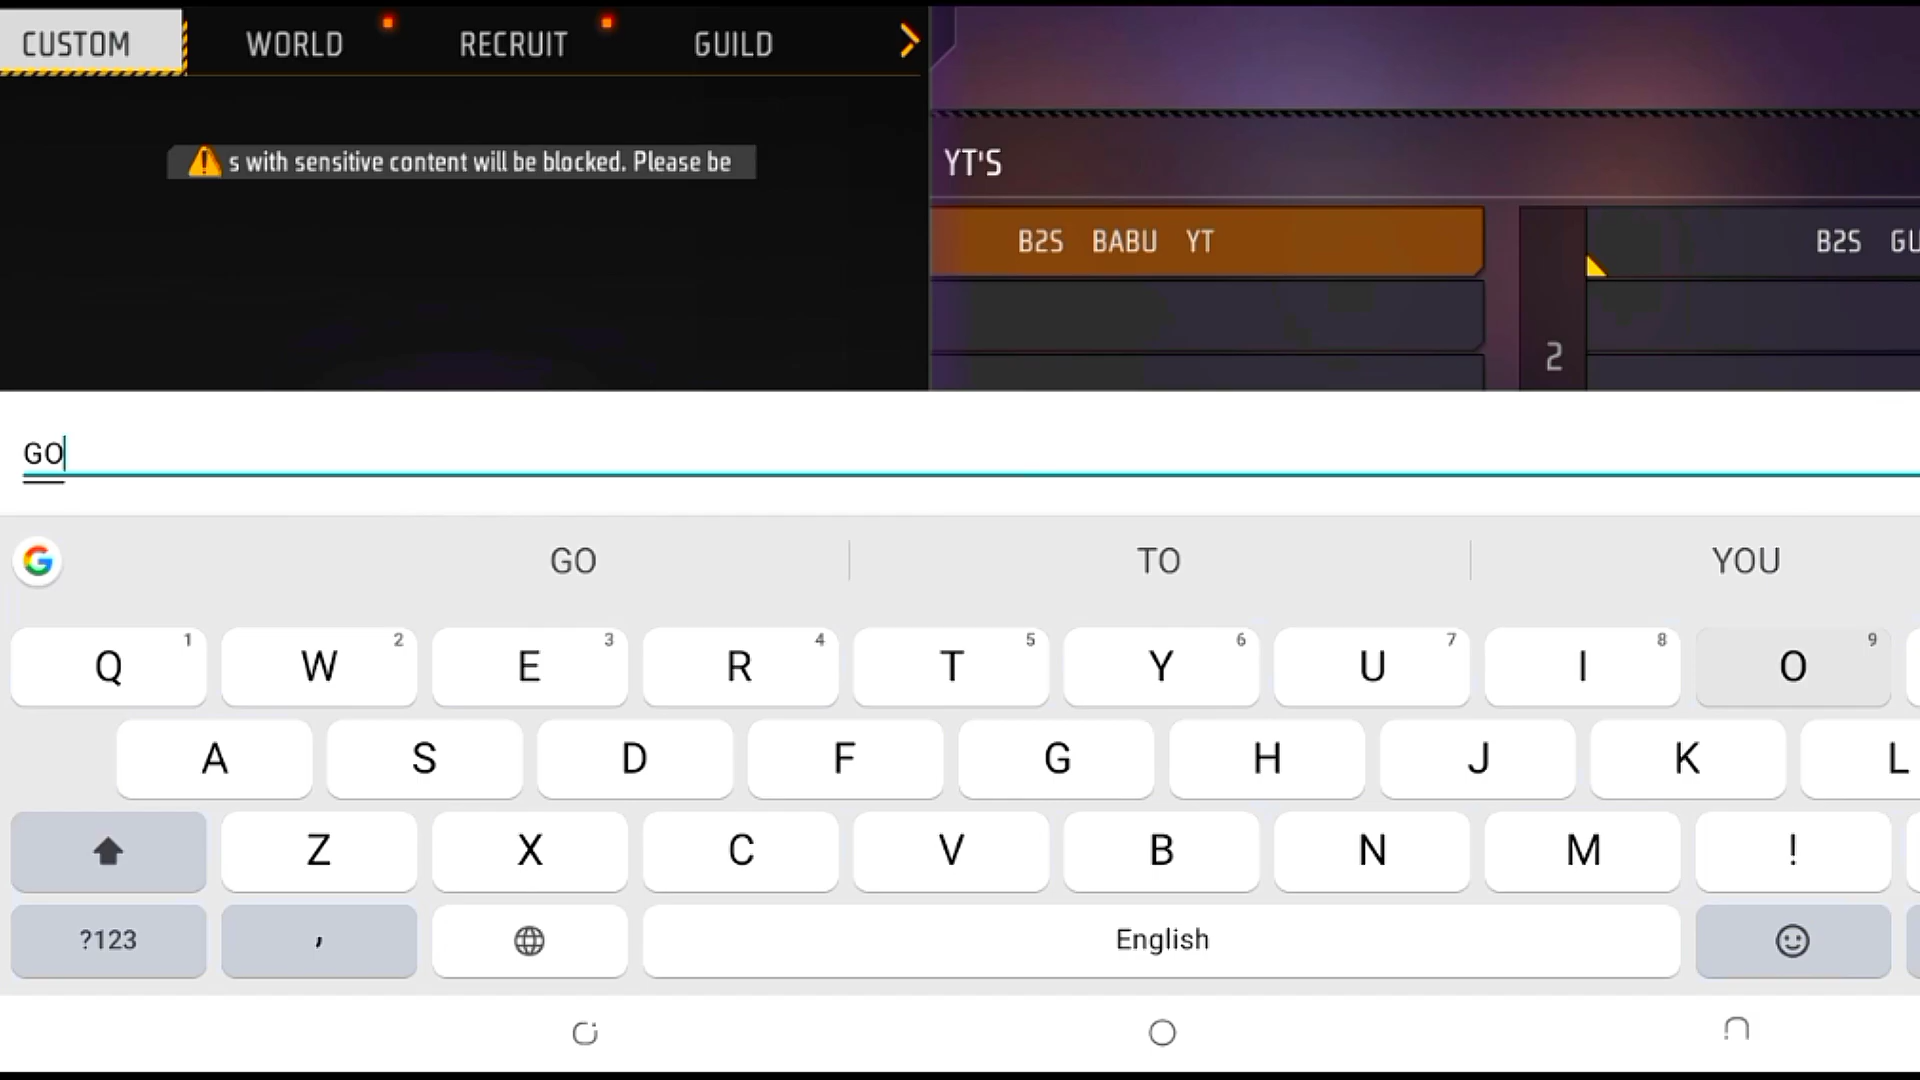 CUSTOM WORLD RECRUIT GUILD
s with sensitive content will be blocked. Please be
YT'S
B2S BABU YT
B2S GU
2
GO
GO TO YOU
Q 1 W 2 E 3 R 4 T 5 Y 6 U 7 I 8 O 9
A S D F G H J K L
Z X C V B N M !
?123 , English